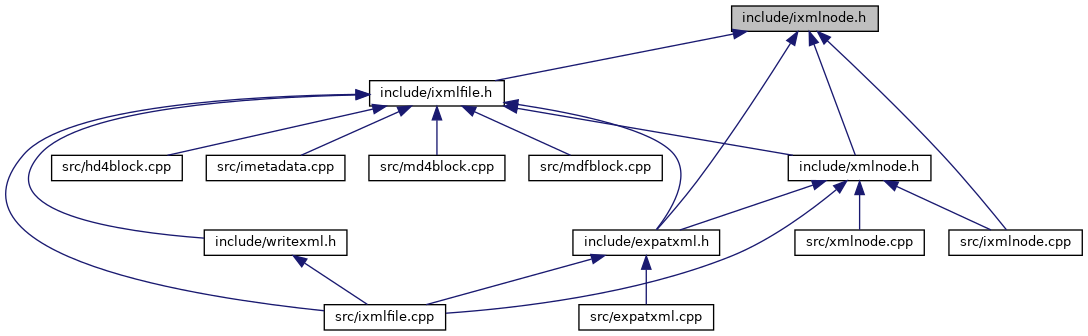 include/ixmlnode.h
include/ixmlfile.h
src/hd4block.cpp
src/imetadata.cpp
src/md4block.cpp
src/mdfblock.cpp
include/xmlnode.h
include/writexml.h
include/expatxml.h
src/xmlnode.cpp
src/ixmlnode.cpp
src/ixmlfile.cpp
src/expatxml.cpp